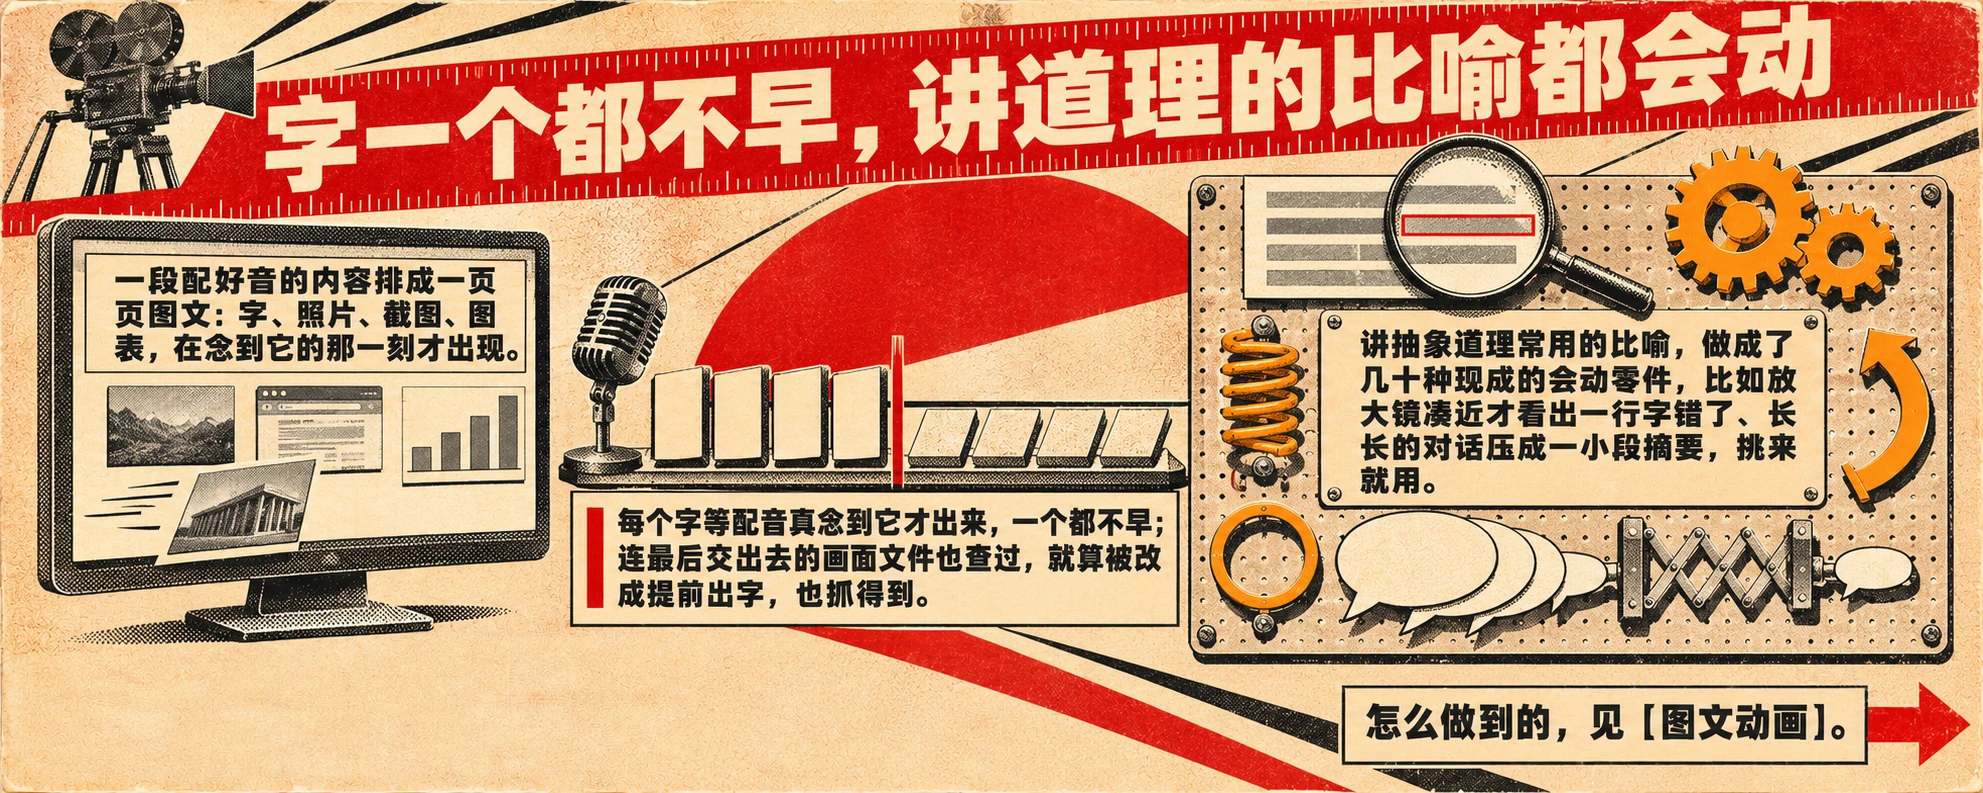 字一个都不早，讲道理的比喻都会动
一段配好音的内容排成一页
页图文：字、照片、截图、图
表，在念到它的那一刻才出现。
每个字等配音真念到它才出来，一个都不早；
连最后交出去的画面文件也查过，就算被改
成提前出字，也抓得到。
讲抽象道理常用的比喻，做成了
几十种现成的会动零件，比如放
大镜凑近才看出一行字错了、长
长的对话压成一小段摘要，挑来
就用。
怎么做到的，见［图文动画］。